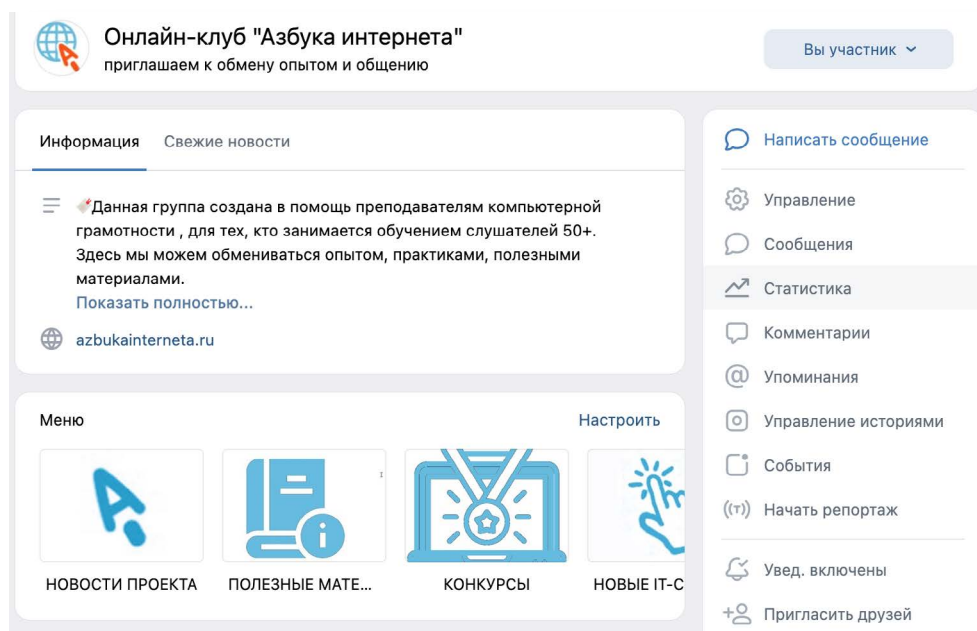 Онлайн-клуб "Азбука интернета"
приглашаем к обмену опытом и общению
Вы участник
Информация
Свежие новости
Данная группа создана в помощь преподавателям компьютерной
грамотности , для тех, кто занимается обучением слушателей 50+.
Здесь мы можем обмениваться опытом, практиками, полезными
материалами.
Показать полностью...
azbukainterneta.ru
Меню
Настроить
НОВОСТИ ПРОЕКТА
ПОЛЕЗНЫЕ МАТЕ...
КОНКУРСЫ
НОВЫЕ IT-С
Написать сообщение
Управление
Сообщения
Статистика
Комментарии
Упоминания
Управление историями
События
Начать репортаж
Увед. включены
Пригласить друзей